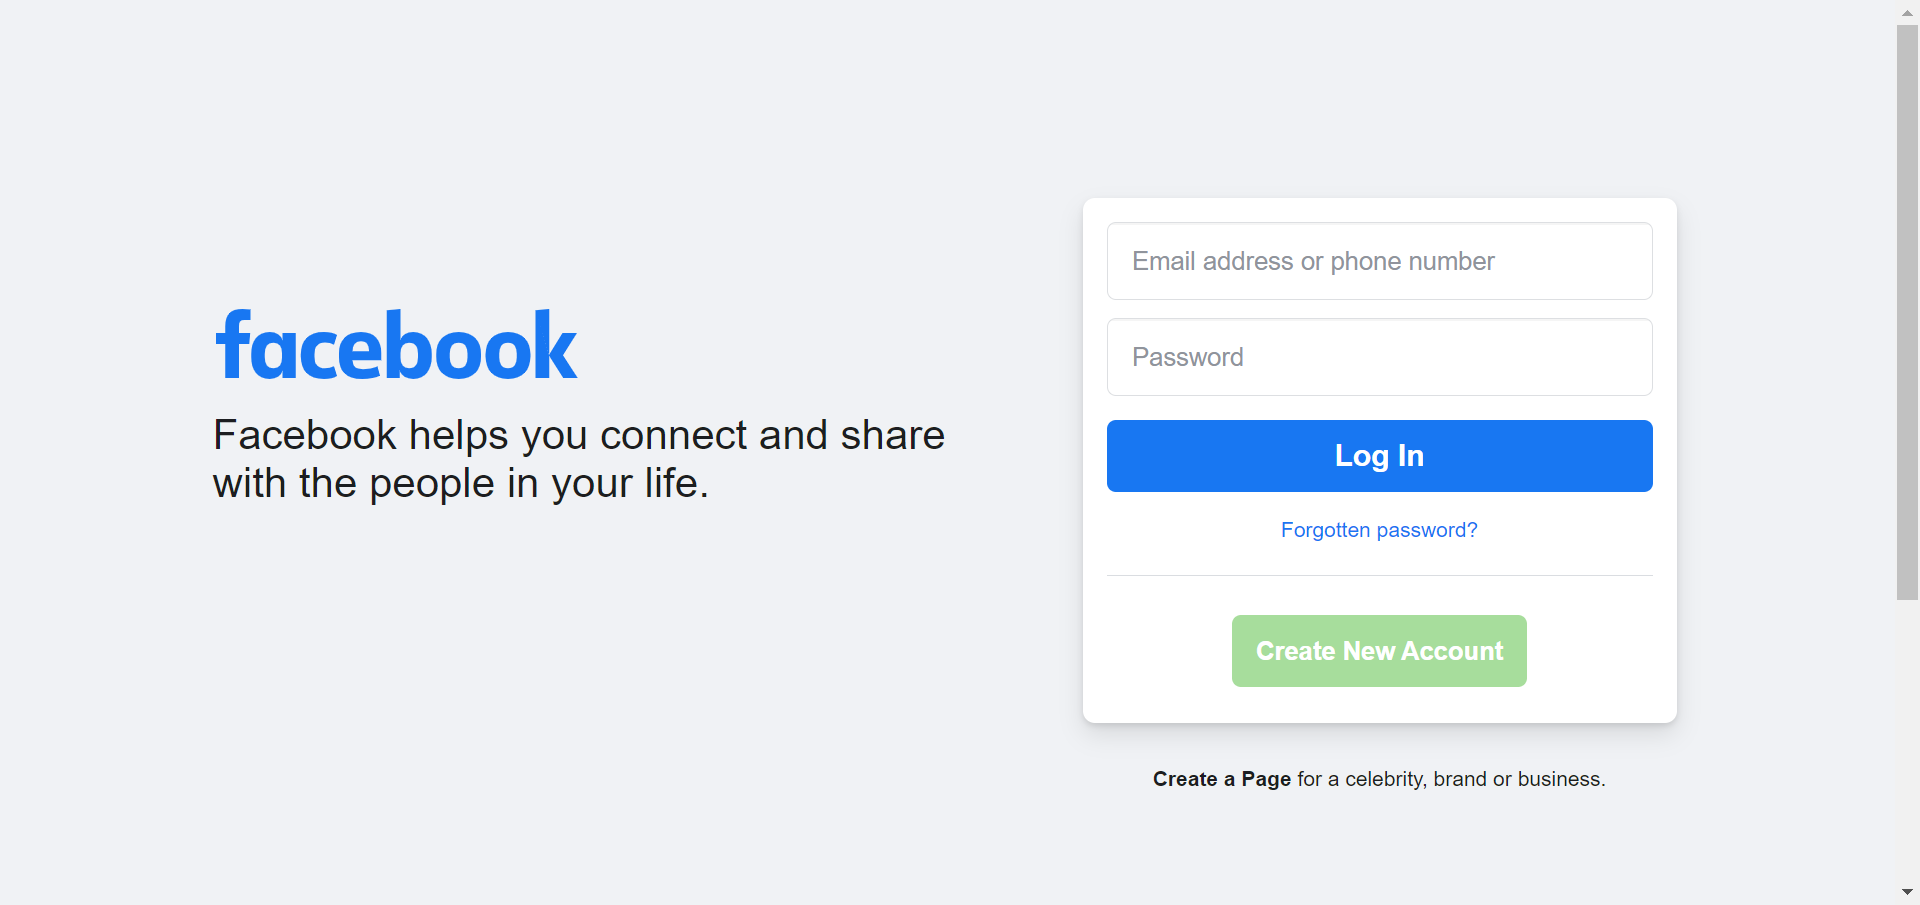 facebook
Facebook helps you connect and share
with the people in your life.
Email address or phone number
Password
Log In
Forgotten password?
Create New Account
Create a Page for a celebrity, brand or business.